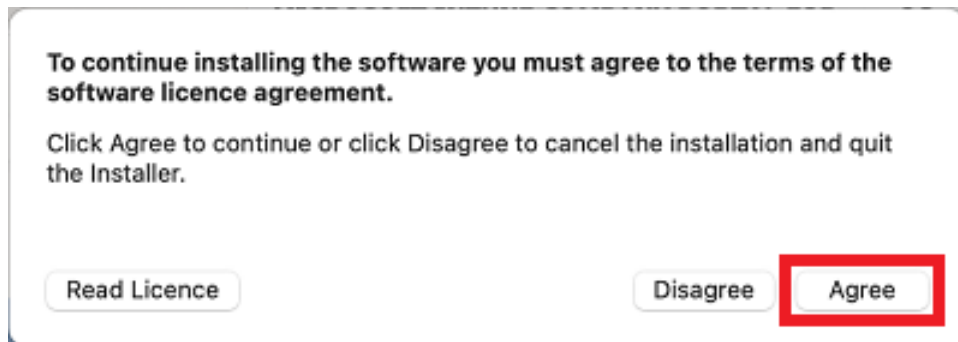 To continue installing the software you must agree to the terms of the
software licence agreement.
Click Agree to continue or click Disagree to cancel the installation and quit
the Installer.
Read Licence Disagree Agree